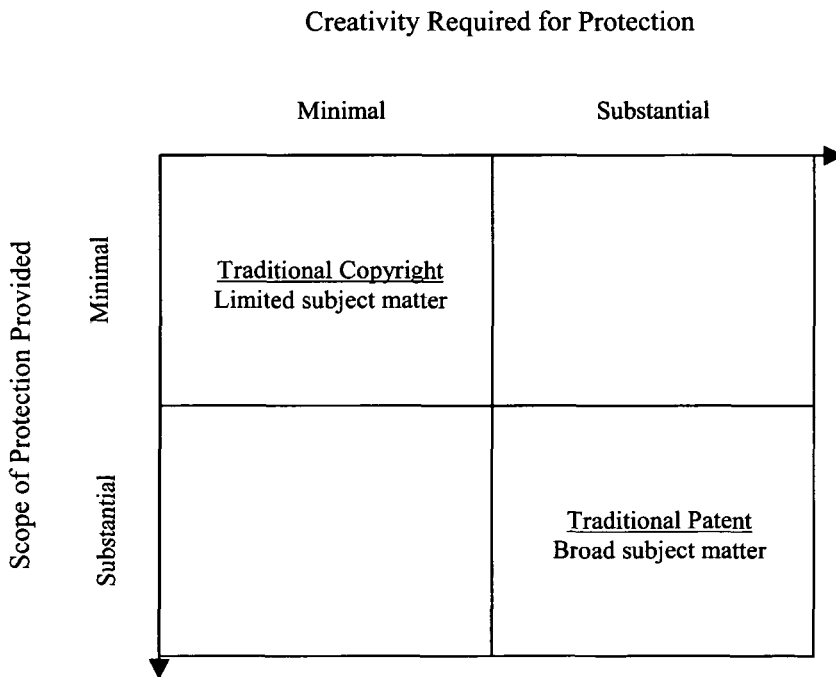 Creativity Required for Protection
Minimal
Substantial
Scope of Protection Provided
Minimal
Traditional Copyright
Limited subject matter
Substantial
Traditional Patent
Broad subject matter